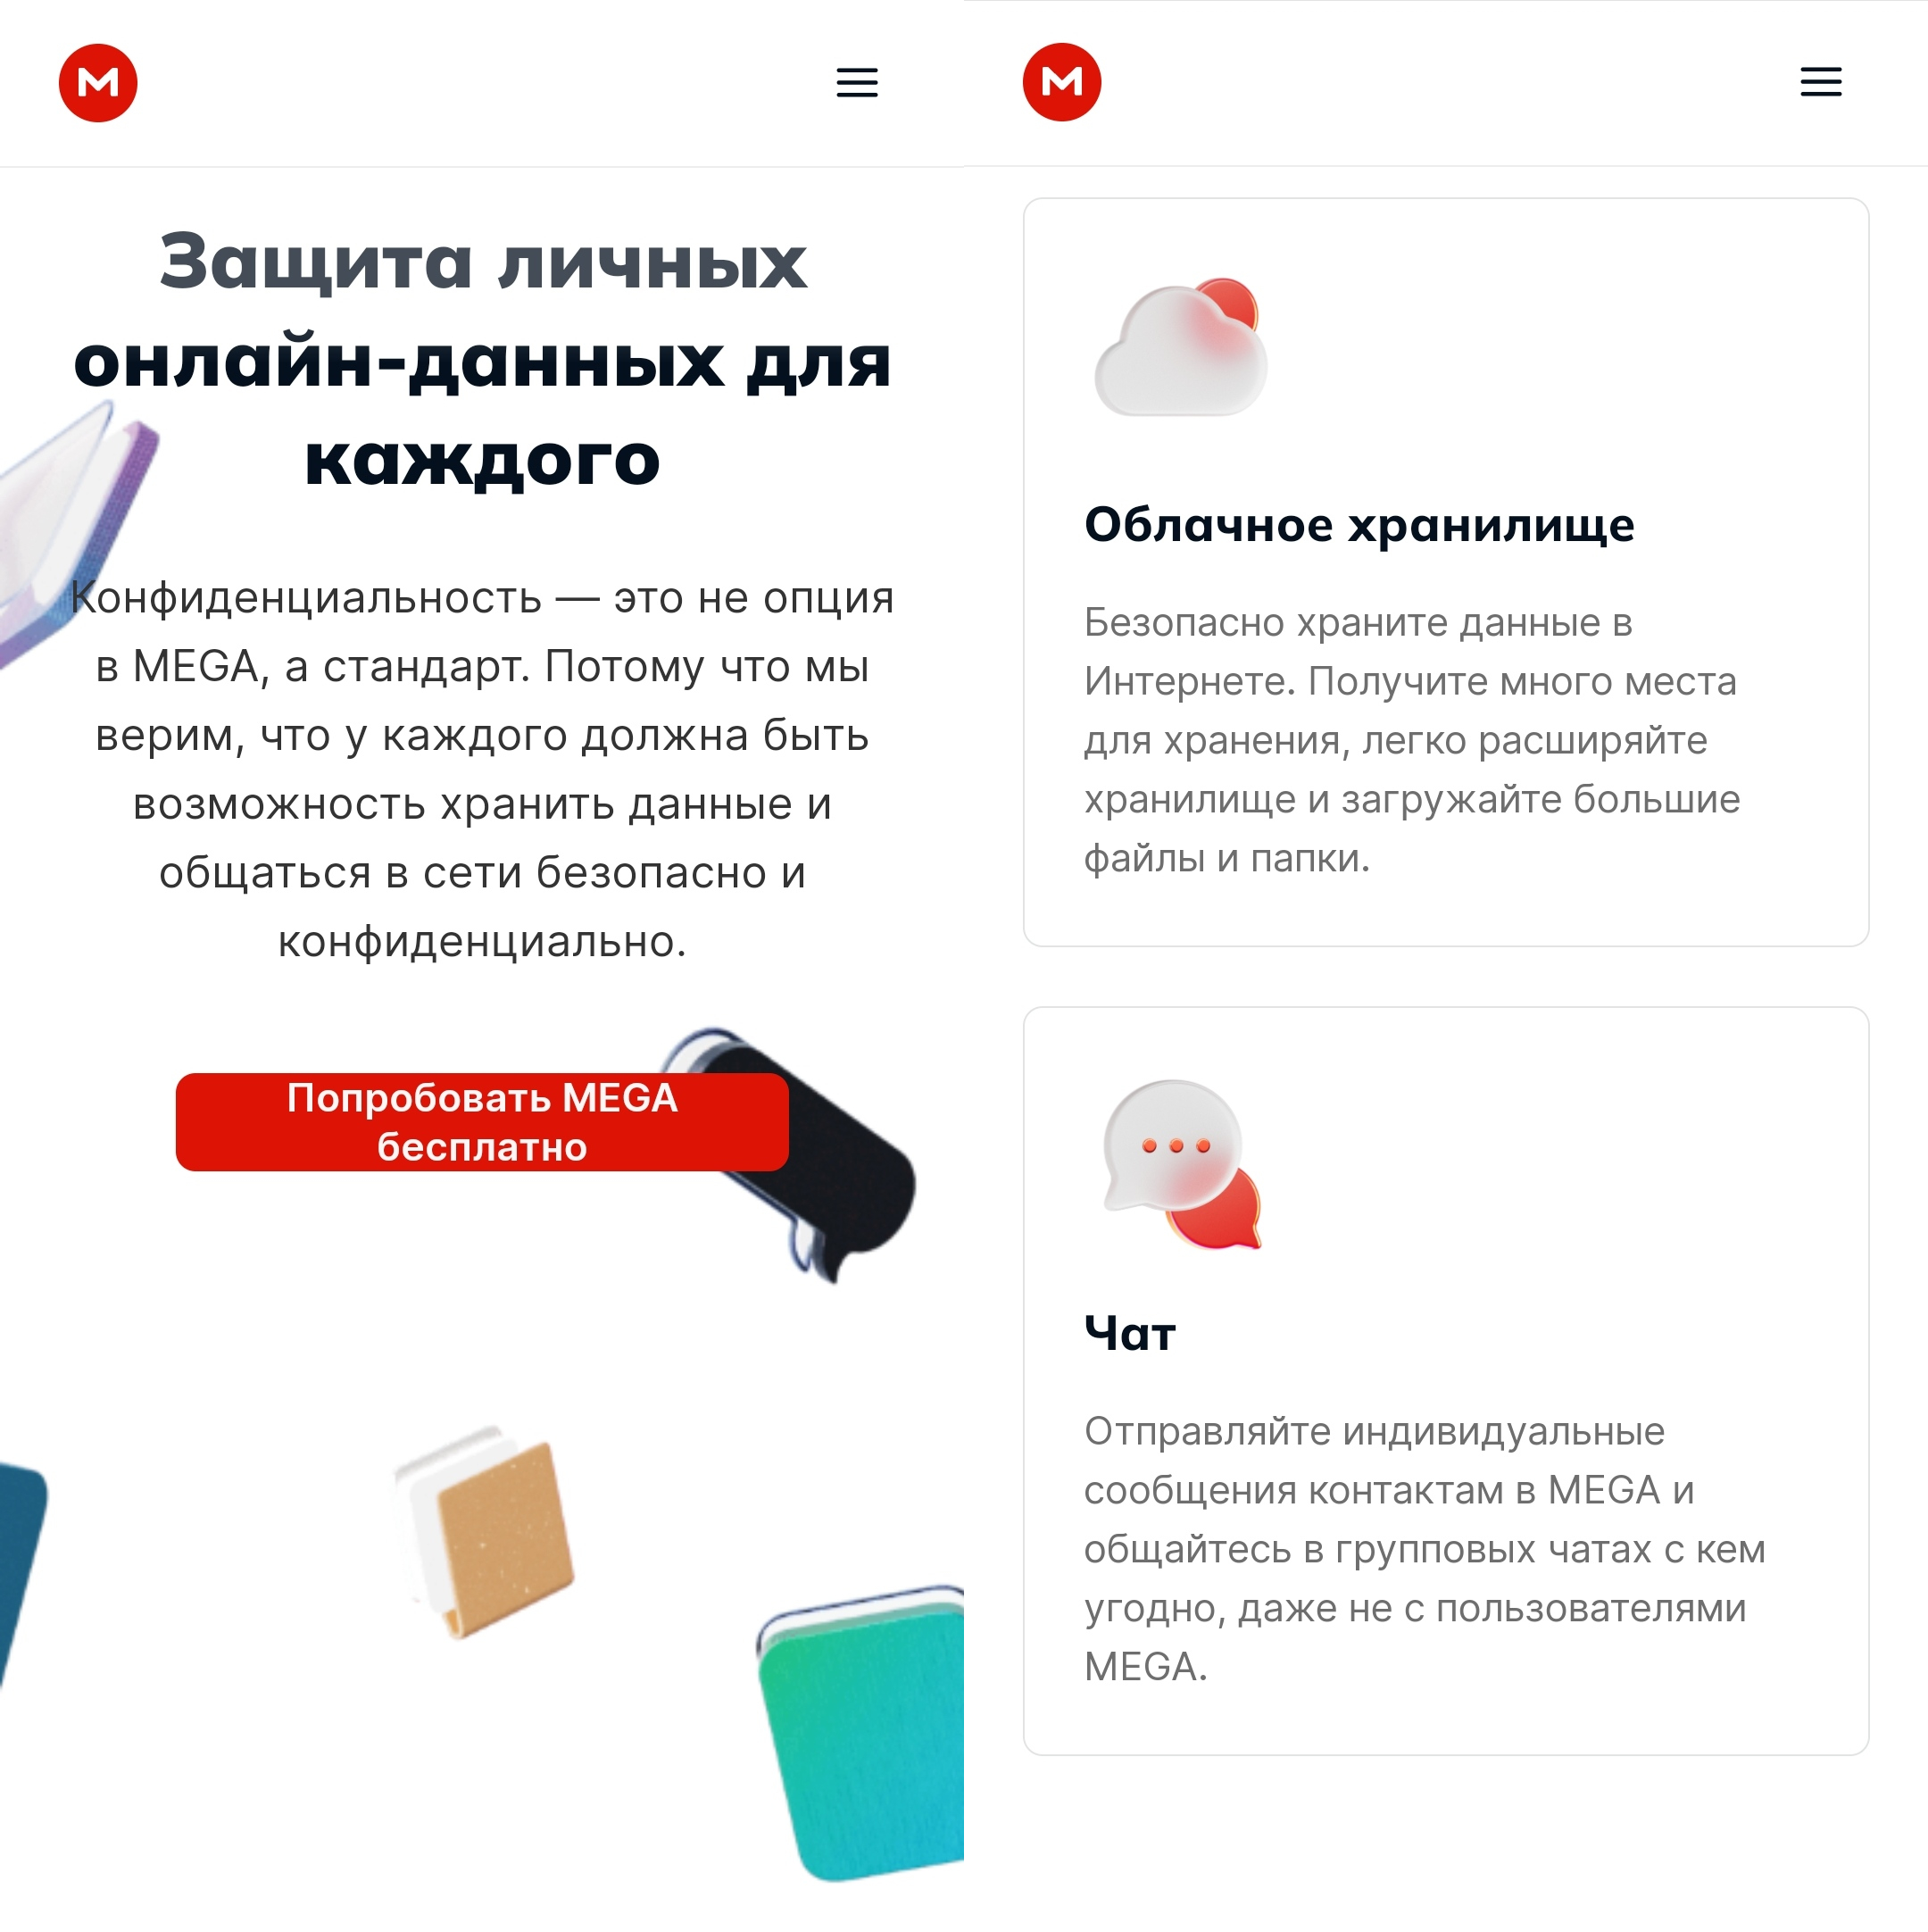 Защита личных
онлайн-данных для
каждого
Конфиденциальность — это не опция
в MEGA, а стандарт. Потому что мы
верим, что у каждого должна быть
возможность хранить данные и
общаться в сети безопасно и
конфиденциально.
Попробовать MEGA
бесплатно
Облачное хранилище
Безопасно храните данные в
Интернете. Получите много места
для хранения, легко расширяйте
хранилище и загружайте большие
файлы и папки.
Чат
Отправляйте индивидуальные
сообщения контактам в MEGA и
общайтесь в групповых чатах с кем
угодно, даже не с пользователями
MEGA.